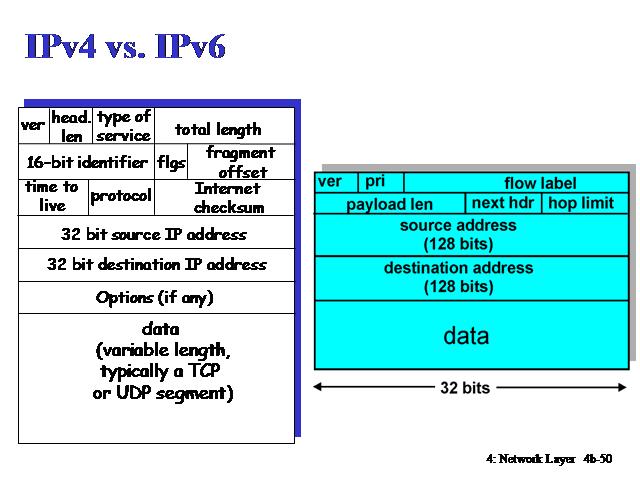 IPv4 vs. IPv6
ver head. len type of service total length
16-bit identifier flgs fragment offset
time to live protocol Internet checksum
32 bit source IP address
32 bit destination IP address
Options (if any)
data
(variable length,
typically a TCP
or UDP segment)
ver pri flow label
payload len next hdr hop limit
source address
(128 bits)
destination address
(128 bits)
data
32 bits
4: Network Layer 4b-50